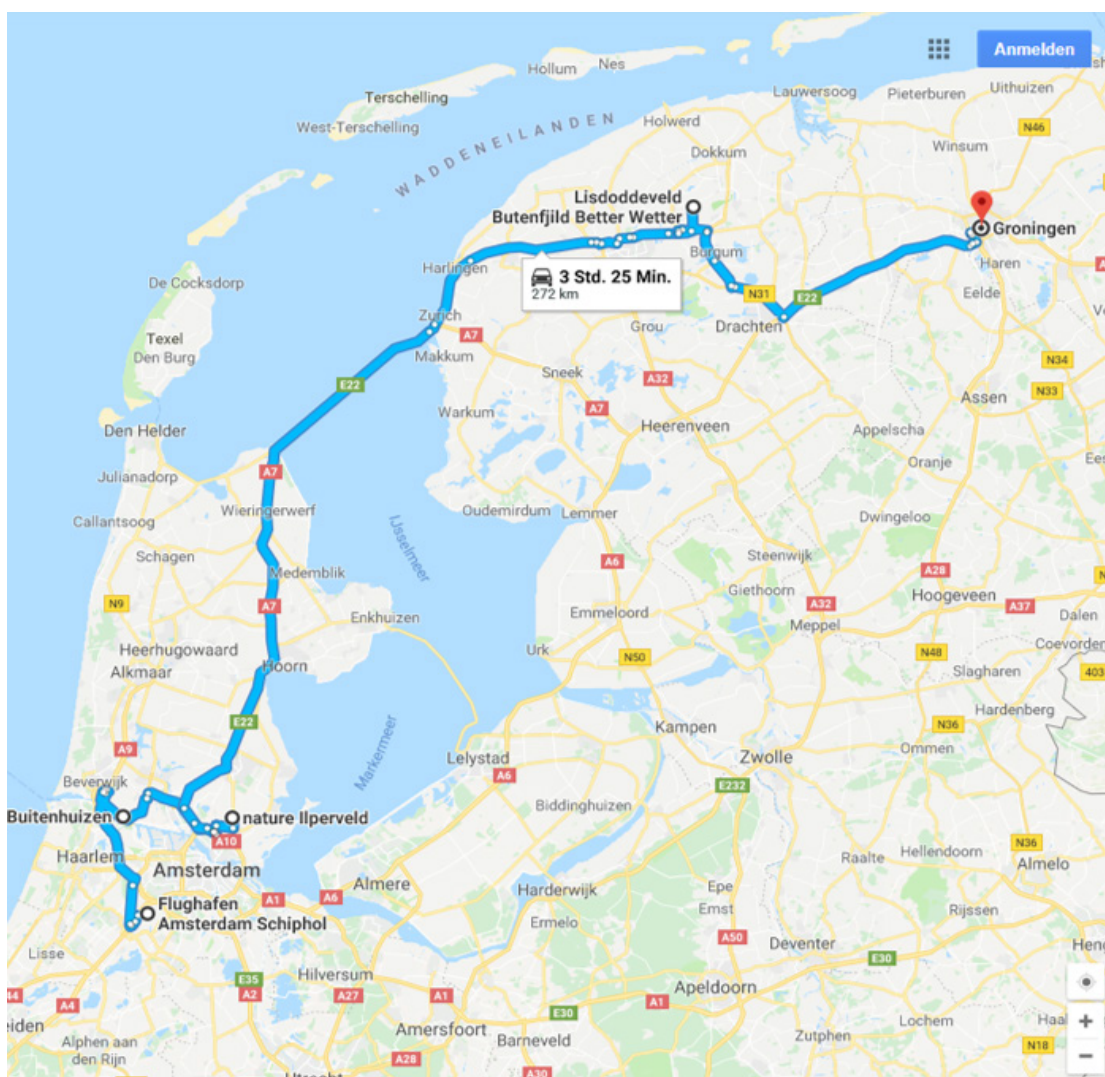 Anmelden
Hollum
Nes
Terschelling
West-Terschelling
WADDENEILANDEN
Lauwersoog
Pieterburen
Uithuizen
Holwerd
N46
Winsum
Dokkum
Lisdoddeveld
Butenfjild Better Wetter
Groningen
Burgum
Haren
Harlingen
De Cocksdorp
3 Std. 25 Min.
272 km
N31
E22
Eelde
Zurich
Texel
Den Burg
A7
Grou
Drachten
Makkum
Sneek
A32
N34
N33
E22
A7
Assen
Warkum
Heerenveen
Den Helder
Appelscha
Oranje
A7
Julianadorp
Oudemirdum
Lemmer
Wieringerwerf
Callantsoog
IJsselmeer
Dwingeloo
Schagen
A6
Steenwijk
Medemblik
A28
Giethoorn
Hoogeveen
N9
A7
Enkhuizen
Emmeloord
A32
A37
Dalen
Meppel
Heerhugowaard
Urk
N50
N48
Coevorden
Hoorn
Alkmaar
Slagharen
403
E22
Markermeer
Kampen
N36
Hardenberg
A9
Lelystad
Zwolle
Ommen
A6
Beverwijk
E232
Biddinghuizen
Buitenhuizen
nature Ilperveld
A10
Haarlem
Amsterdam
Hellendoorn
N36
Raalte
Almelo
Almere
Harderwijk
Epe
Emst
A1
A6
Flughafen
Amsterdam Schiphol
Ermelo
Rijssen
A50
Deventer
Lisse
E30
Heng
Hilversum
E35
A2
A27
A1
44
A4
Apeldoorn
A1
E30
Lochem
Haa
eiden
Amersfoort
Barneveld
Zutphen
Alphen aan
den Rijn
N18
A28
A30
Utrecht